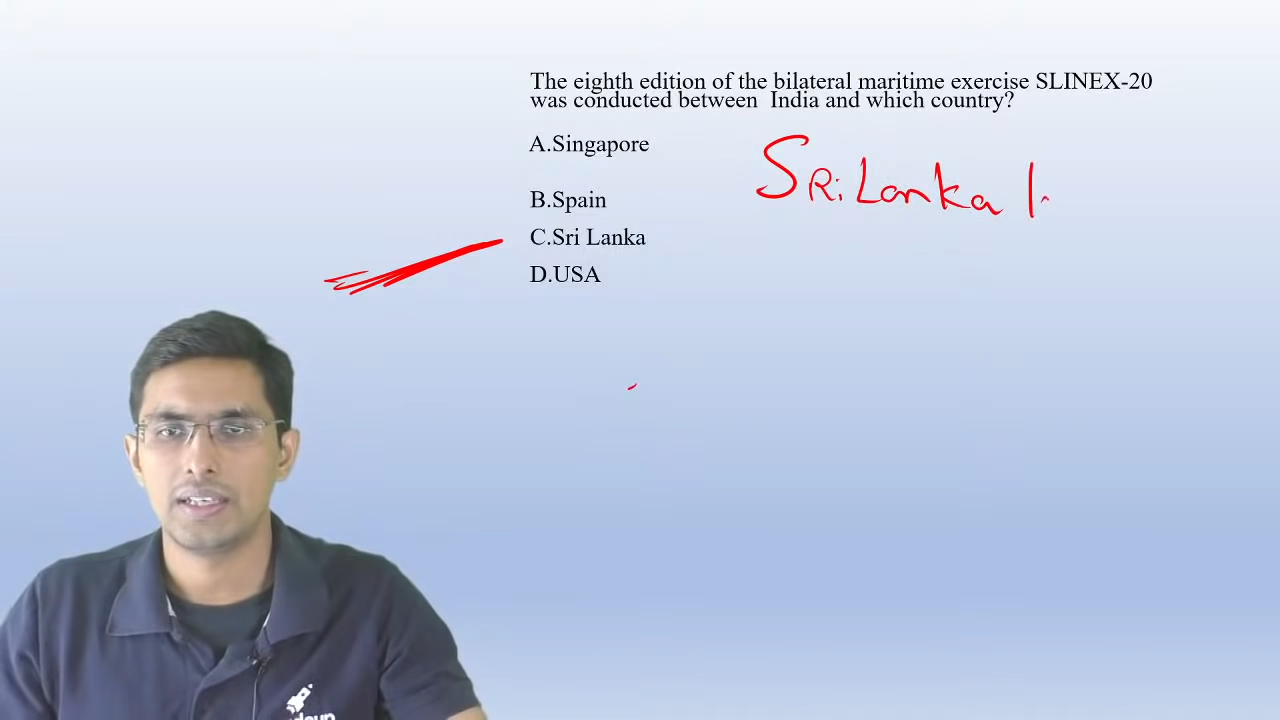 The eighth edition of the bilateral maritime exercise SLINEX-20
was conducted between India and which country?
A.Singapore
SRi Lanka
B.Spain
C.Sri Lanka
D.USA